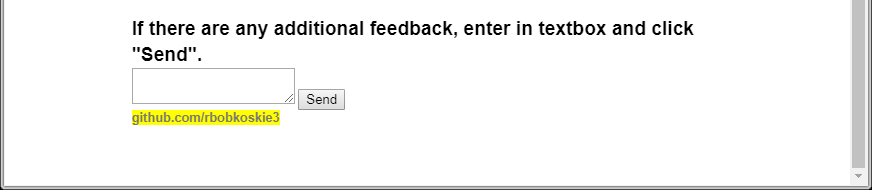 If there are any additional feedback, enter in textbox and click
"Send".
Send
github.com/rbobkoskie3